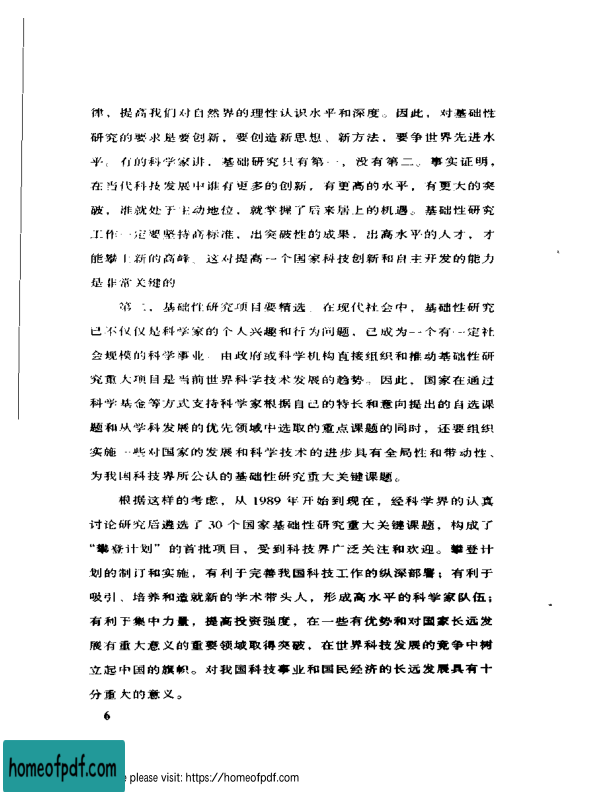 律，提高我们对自然界的理性认识水平和深度。因此，对基础性
研究的要求是要创新，要创造新思想、新方法，要争世界先进水
平。有的科学家讲，基础研究只有第一，没有第二。事实证明，
在当代科技发展中谁有更多的创新，有更高的水平，有更大的突
破，谁就处于主动地位，就掌握了后来居上的机遇。基础性研究
工作一定要坚持高标准，出突破性的成果，出高水平的人才，才
能攀上新的高峰。这对提高一个国家科技创新和自主开发的能力
是非常关键的
第二，基础性研究项目要精选。在现代社会中，基础性研究
已不仅仅是科学家的个人兴趣和行为问题，已成为一个有一定社
会规模的科学事业。由政府或科学机构直接组织和推动基础性研
究重大项目是当前世界科学技术发展的趋势。因此，国家在通过
科学基金等方式支持科学家根据自己的特长和意向提出的自选课
题和从学科发展的优先领域中选取的重点课题的同时，还要组织
实施一些对国家的发展和科学技术的进步具有全局性和带动性、
为我国科技界所公认的基础性研究重大关键课题。
根据这样的考虑，从 1989 年开始到现在，经科学界的认真
讨论研究后遴选了 30 个国家基础性研究重大关键课题，构成了
“攀登计划”的首批项目，受到科技界广泛关注和欢迎。攀登计
划的制订和实施，有利于完善我国科技工作的纵深部署；有利于
吸引、培养和造就新的学术带头人，形成高水平的科学家队伍；
有利于集中力量，提高投资强度，在一些有优势和对国家长远发
展有重大意义的重要领域取得突破，在世界科技发展的竞争中树
立起中国的旗帜。对我国科技事业和国民经济的长远发展具有十
分重大的意义。
6
homeofpdf.com
e please visit: https://homeofpdf.com